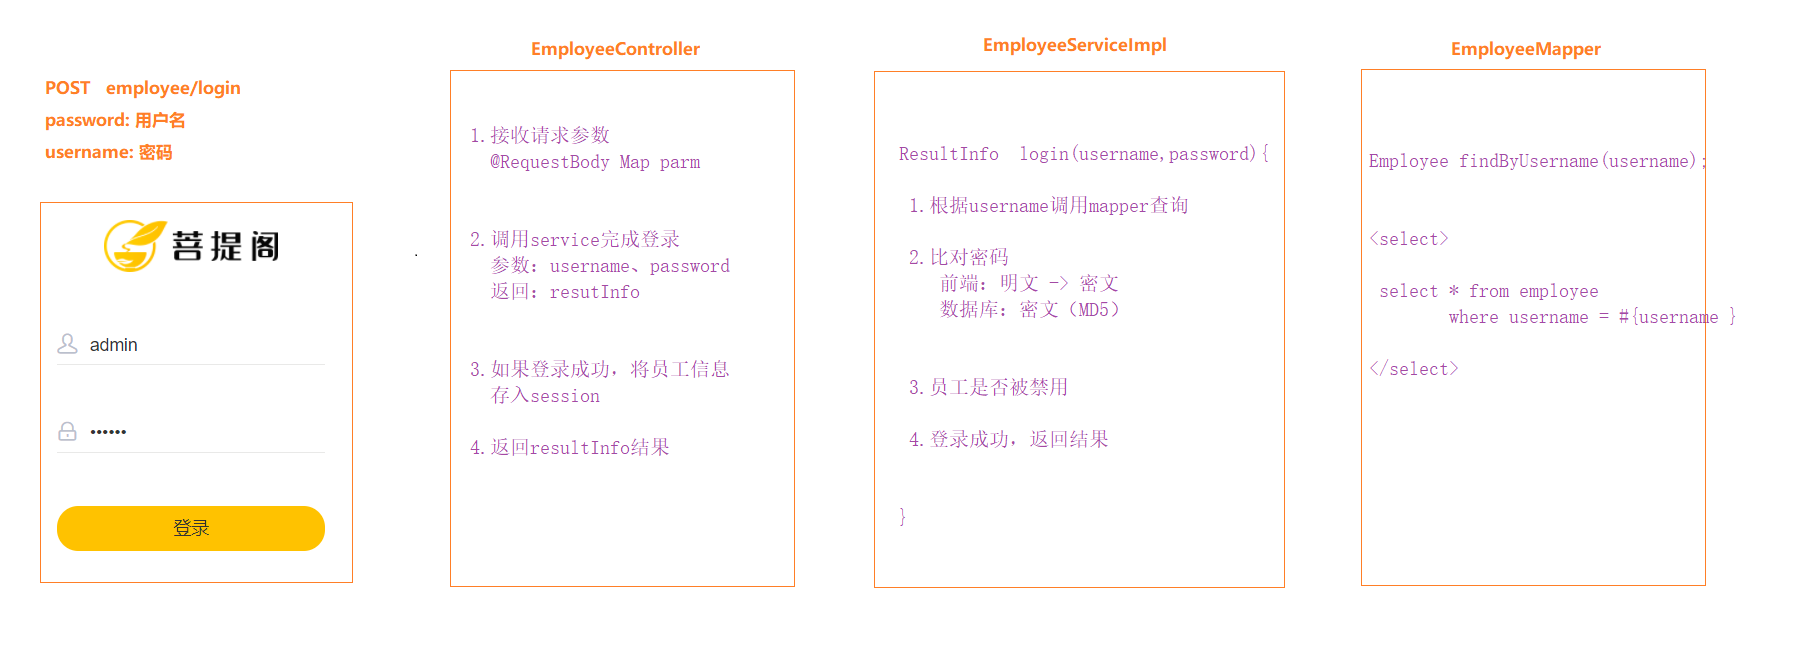 POST employee/login
password: 用户名
username: 密码
菩提阁
admin
••••••
登录
EmployeeController
1.接收请求参数
@RequestBody Map parm
2.调用service完成登录
参数：username、password
返回：resutInfo
3.如果登录成功，将员工信息
存入session
4.返回resultInfo结果
EmployeeServiceImpl
ResultInfo login(username,password){
1.根据username调用mapper查询
2.比对密码
前端：明文 -> 密文
数据库：密文（MD5）
3.员工是否被禁用
4.登录成功，返回结果
}
EmployeeMapper
Employee findByUsername(username);
<select>
select * from employee
where username = #{username }
</select>